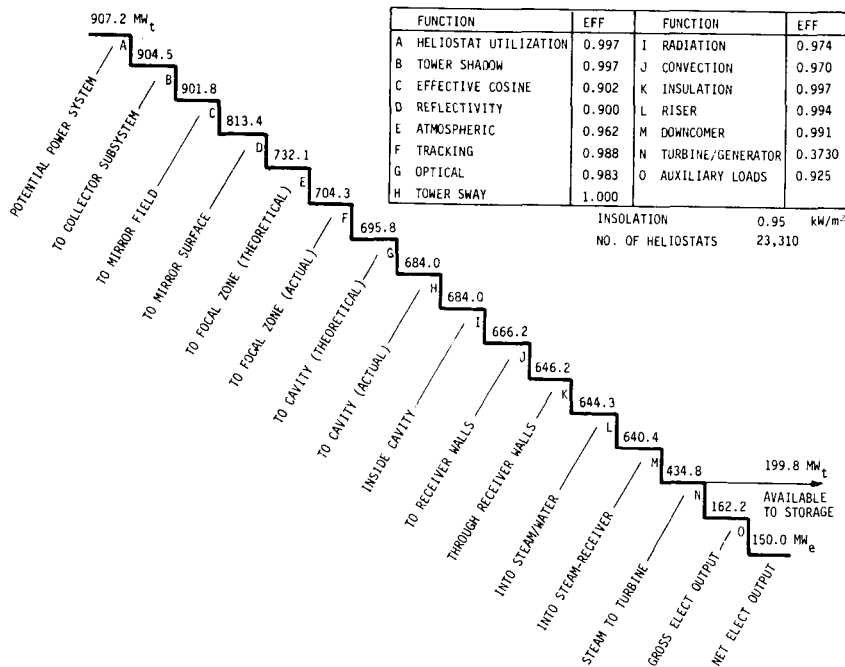 907.2 MWt
A
904.5
B
901.8
C
813.4
D
732.1
E
704.3
F
695.8
G
684.0
H
684.0
I
666.2
J
646.2
K
644.3
L
640.4
M
434.8
N
199.8 MWt
AVAILABLE
TO STORAGE
162.2
O
150.0 MWe
POTENTIAL POWER SYSTEM
TO COLLECTOR SUBSYSTEM
TO MIRROR FIELD
TO MIRROR SURFACE
TO FOCAL ZONE (THEORETICAL)
TO FOCAL ZONE (ACTUAL)
TO CAVITY (THEORETICAL)
TO CAVITY (ACTUAL)
INSIDE CAVITY
TO RECEIVER WALLS
THROUGH RECEIVER WALLS
INTO STEAM/WATER
INTO STEAM-RECEIVER
STEAM TO TURBINE
GROSS ELECT OUTPUT
NET ELECT OUTPUT
FUNCTION EFF FUNCTION EFF
A HELIOSTAT UTILIZATION 0.997 I RADIATION 0.974
B TOWER SHADOW 0.997 J CONVECTION 0.970
C EFFECTIVE COSINE 0.902 K INSULATION 0.997
D REFLECTIVITY 0.900 L RISER 0.994
E ATMOSPHERIC 0.962 M DOWNCOMER 0.991
F TRACKING 0.988 N TURBINE/GENERATOR 0.3730
G OPTICAL 0.983 O AUXILIARY LOADS 0.925
H TOWER SWAY 1.000
INSOLATION 0.95 kW/m²
NO. OF HELIOSTATS 23,310